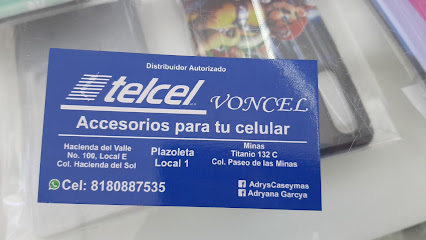 Distribuidor Autorizado
telcel VONCEL
Accesorios para tu celular
Hacienda del Valle
No. 100, Local E
Col. Hacienda del Sol
Plazoleta
Local 1
Minas
Titanio 132 C
Col. Paseo de las Minas
Cel: 8180887535
AdrysCaseymas
Adryana Garcya